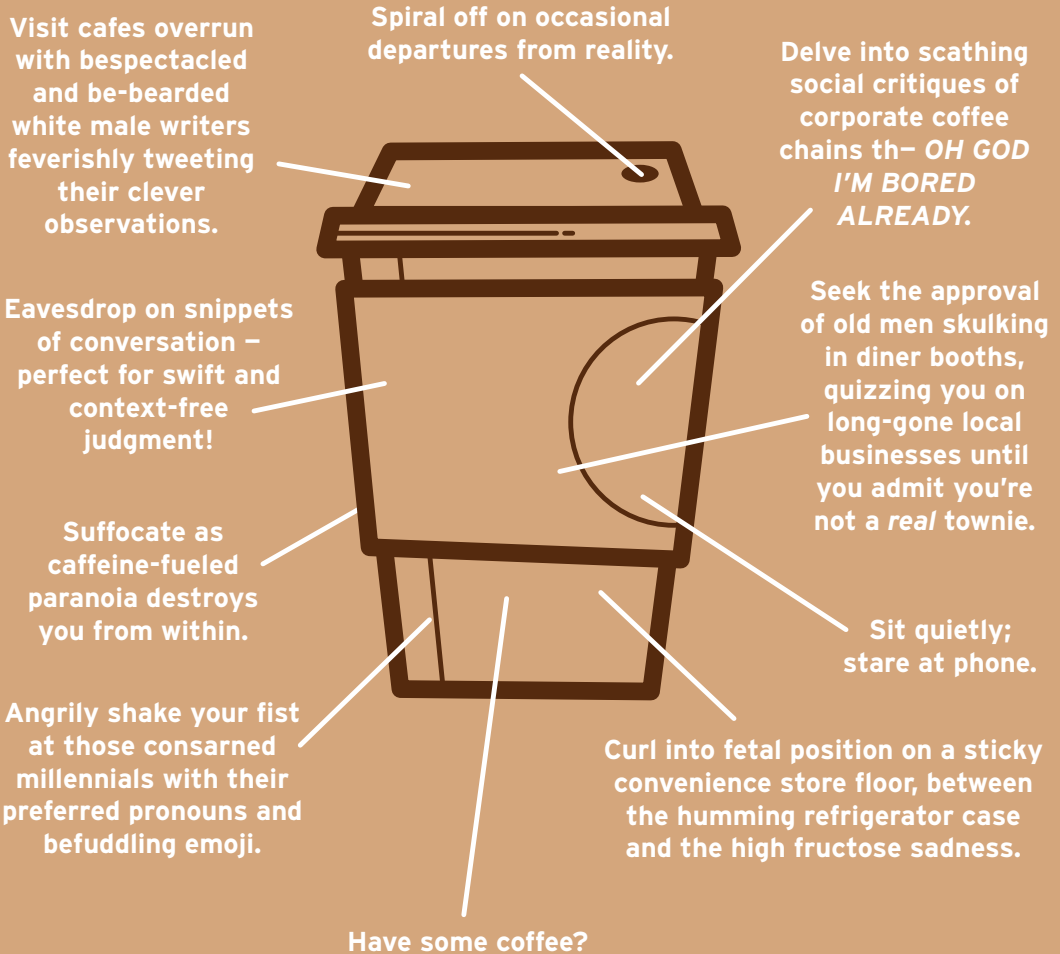 Visit cafes overrun
with bespectacled
and be-bearded
white male writers
feverishly tweeting
their clever
observations.
Spiral off on occasional
departures from reality.
Delve into scathing
social critiques of
corporate coffee
chains th– OH GOD
I'M BORED
ALREADY.
Eavesdrop on snippets
of conversation –
perfect for swift and
context-free
judgment!
Seek the approval
of old men skulking
in diner booths,
quizzing you on
long-gone local
businesses until
you admit you're
not a real townie.
Suffocate as
caffeine-fueled
paranoia destroys
you from within.
Sit quietly;
stare at phone.
Angrily shake your fist
at those consarned
millennials with their
preferred pronouns and
befuddling emoji.
Curl into fetal position on a sticky
convenience store floor, between
the humming refrigerator case
and the high fructose sadness.
Have some coffee?